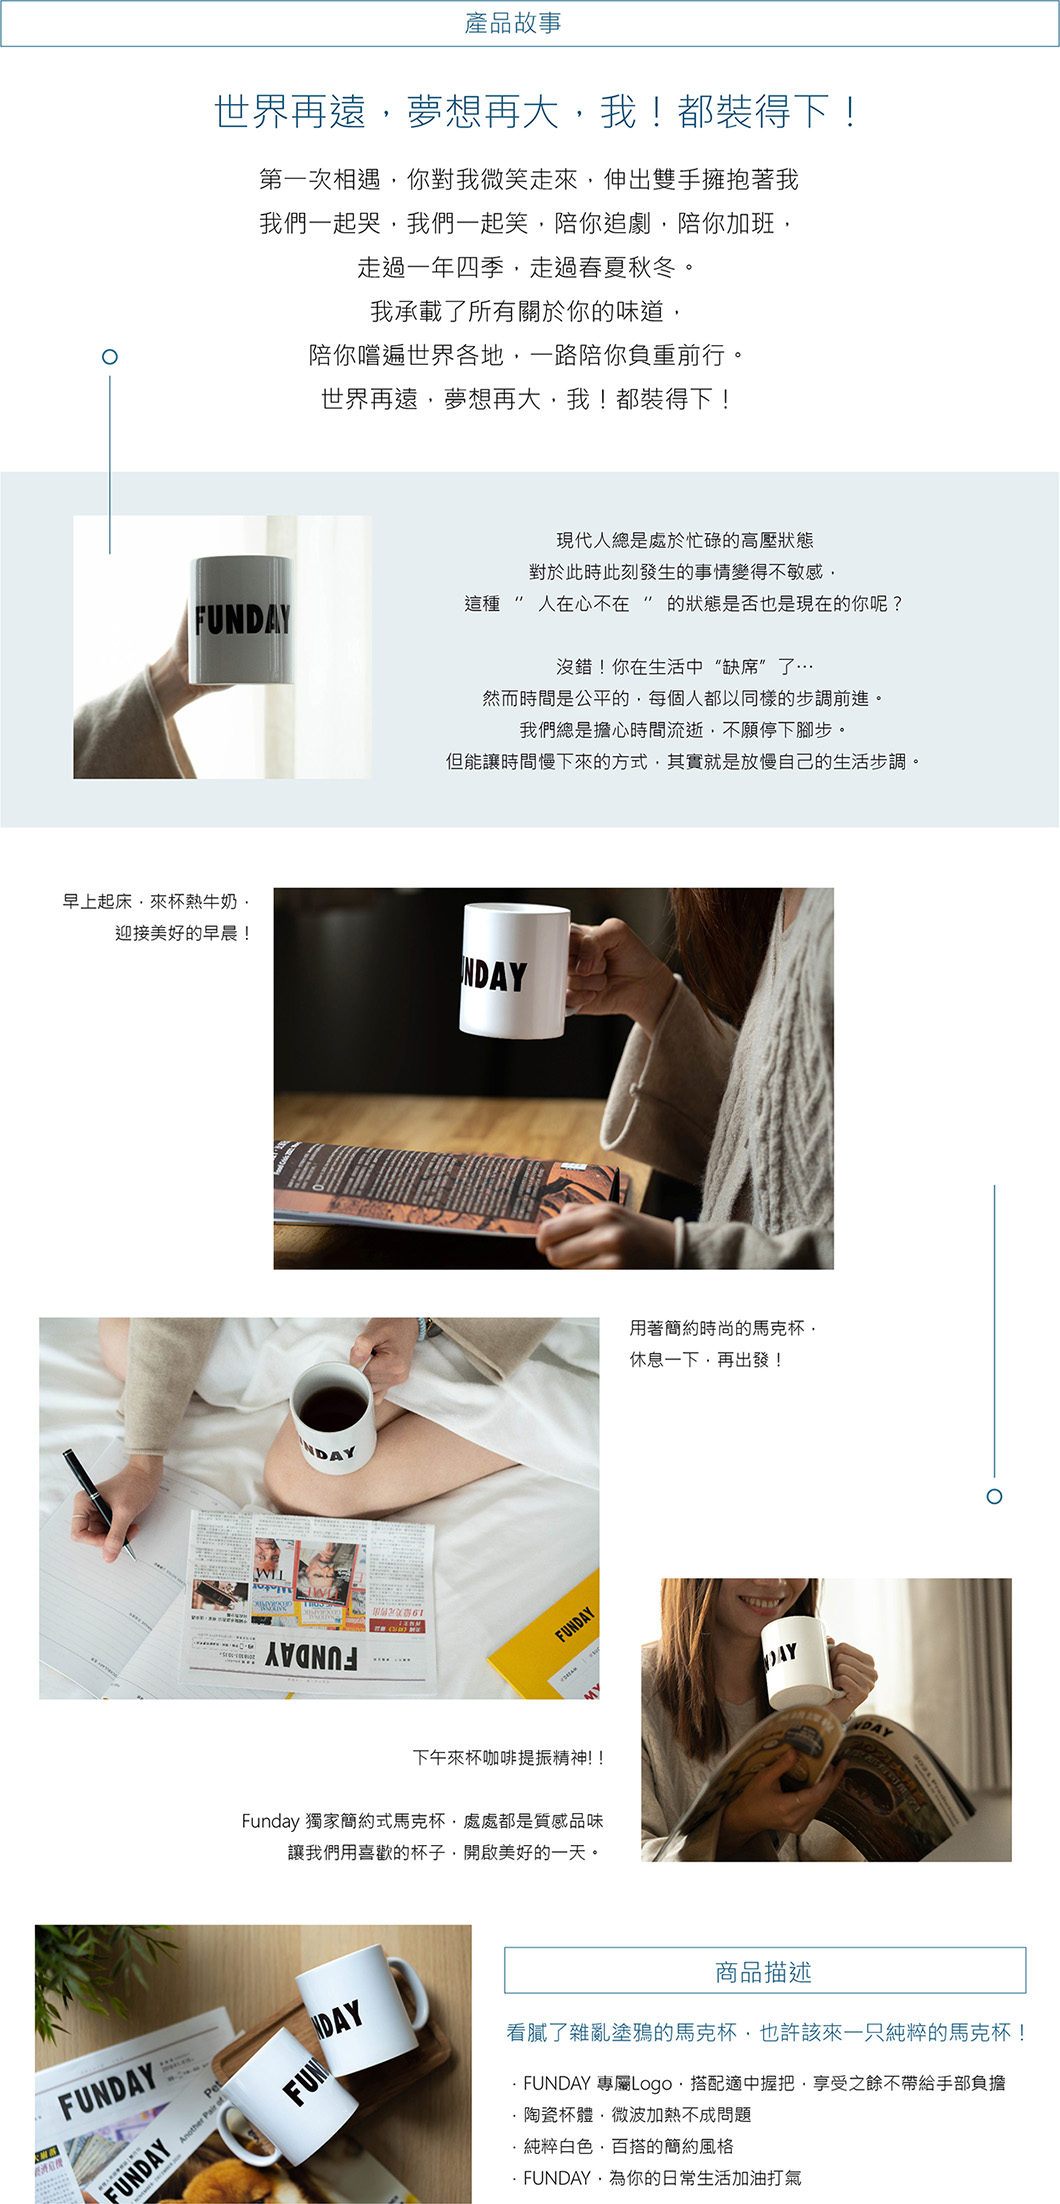 產品故事
世界再遠，夢想再大，我！都裝得下！
第一次相遇，你對我微笑走來，伸出雙手擁抱著我
我們一起哭，我們一起笑，陪你追劇，陪你加班，
走過一年四季，走過春夏秋冬。
我承載了所有關於你的味道，
陪你嚐遍世界各地，一路陪你負重前行。
世界再遠，夢想再大，我！都裝得下！
FUNDAY
現代人總是處於忙碌的高壓狀態
對於此時此刻發生的事情變得不敏感，
這種 “ 人在心不在 “ 的狀態是否也是現在的你呢？
沒錯！你在生活中“缺席”了…
然而時間是公平的，每個人都以同樣的步調前進。
我們總是擔心時間流逝，不願停下腳步。
但能讓時間慢下來的方式，其實就是放慢自己的生活步調。
早上起床，來杯熱牛奶，
迎接美好的早晨！
UNDAY
用著簡約時尚的馬克杯，
休息一下，再出發！
NDAY
FUNDAY
FUNDAY
DAY
NDAY
下午來杯咖啡提振精神!！
Funday 獨家簡約式馬克杯，處處都是質感品味
讓我們用喜歡的杯子，開啟美好的一天。
NDAY
FUN
FUNDAY
FUNDAY
Another Pair of
商品描述
看膩了雜亂塗鴉的馬克杯，也許該來一只純粹的馬克杯！
．FUNDAY 專屬Logo，搭配適中握把，享受之餘不帶給手部負擔
．陶瓷杯體，微波加熱不成問題
．純粹白色，百搭的簡約風格
．FUNDAY，為你的日常生活加油打氣